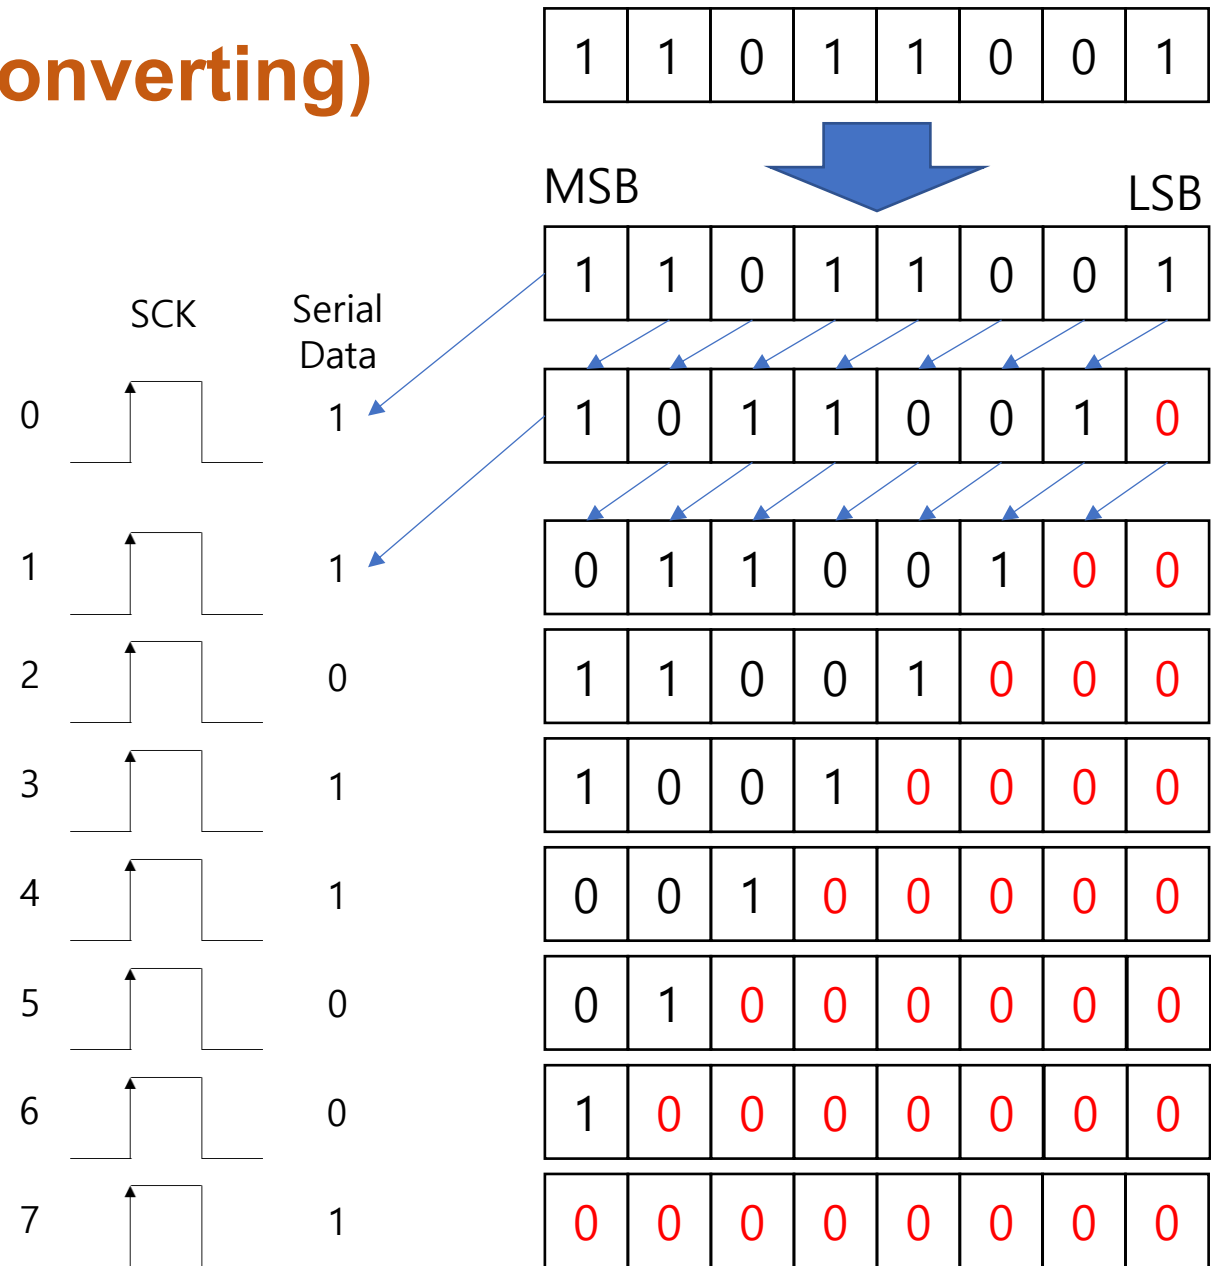 onverting)
1 1 0 1 1 0 0 1
MSB LSB
1 1 0 1 1 0 0 1
SCK Serial Data
0 1 1 0 1 1 0 0 1 0
1 1 0 1 1 0 0 1 0 0
2 0 1 1 0 0 1 0 0 0
3 1 1 0 0 1 0 0 0 0
4 1 0 0 1 0 0 0 0 0
5 0 0 1 0 0 0 0 0 0
6 0 1 0 0 0 0 0 0 0
7 1 0 0 0 0 0 0 0 0